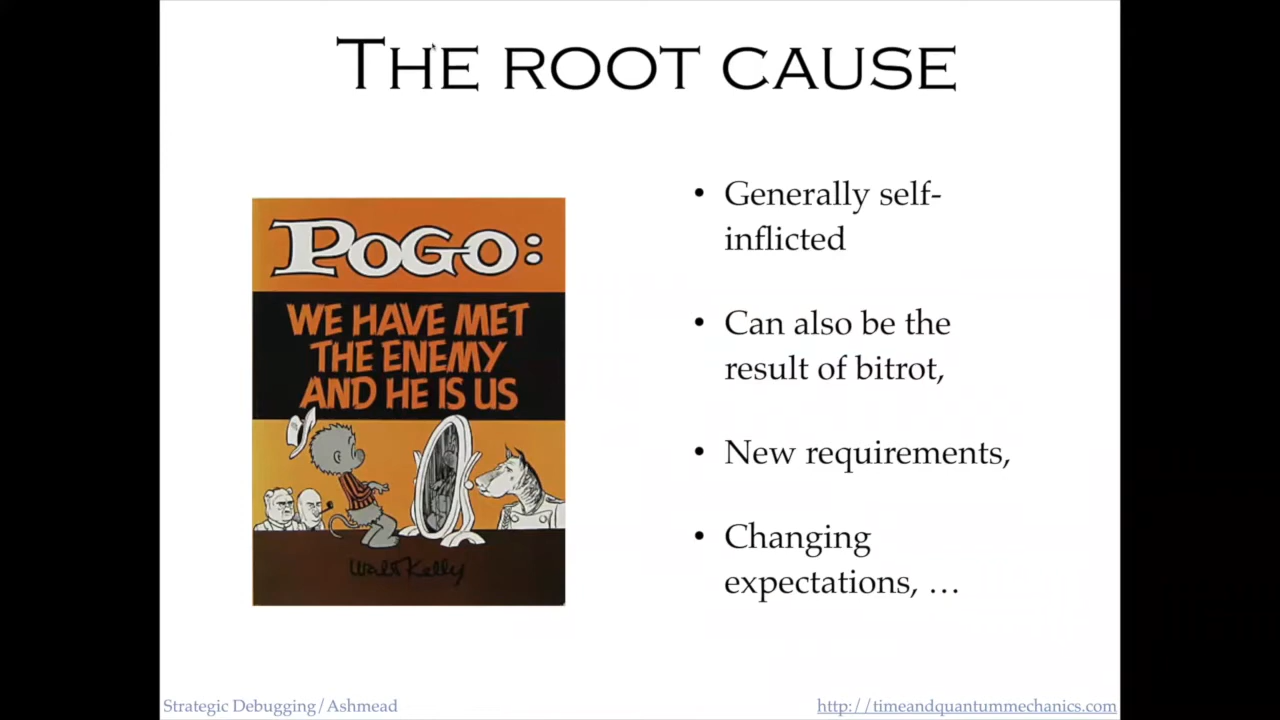 THE ROOT CAUSE
POGO:
WE HAVE MET
THE ENEMY
AND HE IS US
Walt Kelly
• Generally self-
inflicted
• Can also be the
result of bitrot,
• New requirements,
• Changing
expectations, …
Strategic Debugging/Ashmead
http://timeandquantummechanics.com